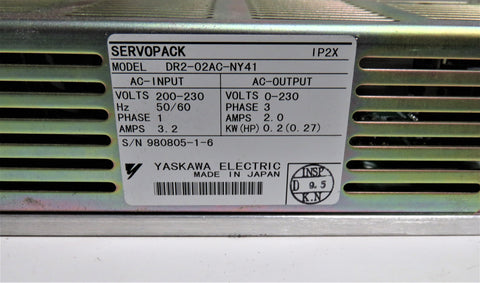 SERVOPACK IP2X
MODEL DR2-02AC-NY41
AC-INPUT AC-OUTPUT
VOLTS 200-230 VOLTS 0-230
Hz 50/60 PHASE 3
PHASE 1 AMPS 2.0
AMPS 3.2 KW(HP) 0.2(0.27)
S/N 980805-1-6
YASKAWA ELECTRIC
MADE IN JAPAN
INSP
D 9.5
K.N